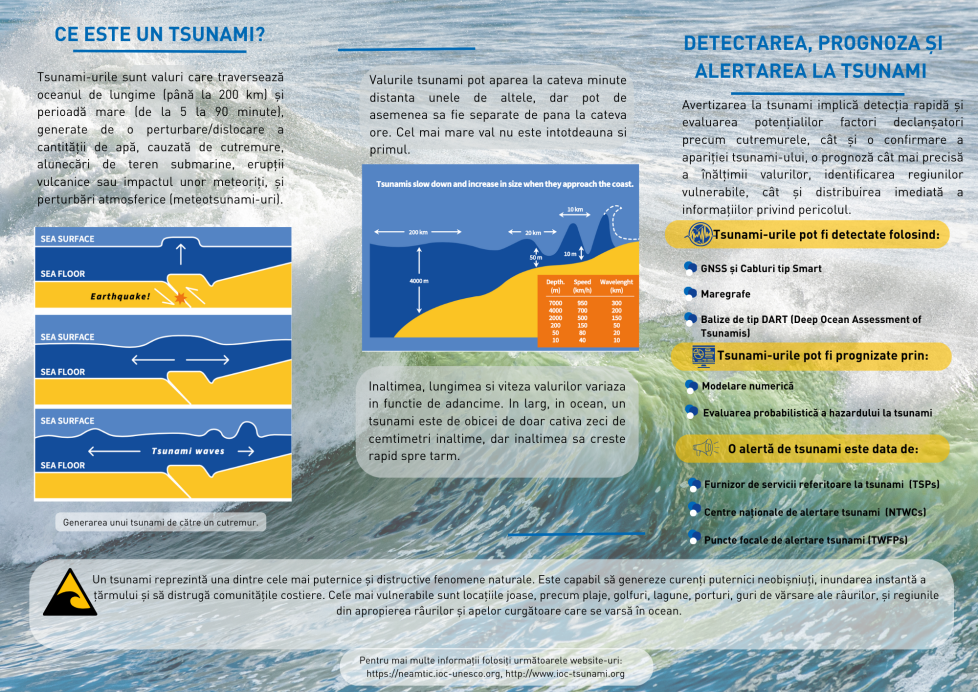 CE ESTE UN TSUNAMI?
Tsunami-urile sunt valuri care traversează
oceanul de lungime (până la 200 km) și
perioadă mare (de la 5 la 90 minute),
generate de o perturbare/dislocare a
cantității de apă, cauzată de cutremure,
alunecări de teren submarine, erupții
vulcanice sau impactul unor meteoriți, și
perturbări atmosferice (meteotsunami-uri).
SEA SURFACE
SEA FLOOR
Earthquake!
SEA SURFACE
SEA FLOOR
SEA SURFACE
Tsunami waves
SEA FLOOR
Generarea unui tsunami de către un cutremur.
Valurile tsunami pot aparea la cateva minute
distanta unele de altele, dar pot de
asemenea sa fie separate de pana la cateva
ore. Cel mai mare val nu este intotdeauna si
primul.
Tsunamis slow down and increase in size when they approach the coast.
10 km
200 km
20 km
50 m
10 m
4000 m
Depth. Speed Wavelenght
(m) (km/h) (km)
7000 950 300
4000 700 200
2000 500 150
200 150 50
50 80 20
10 40 10
Inaltimea, lungimea si viteza valurilor variaza
in functie de adancime. In larg, in ocean, un
tsunami este de obicei de doar cativa zeci de
cemtimetri inaltime, dar inaltimea sa creste
rapid spre tarm.
DETECTAREA, PROGNOZA ȘI
ALERTAREA LA TSUNAMI
Avertizarea la tsunami implică detecția rapidă și
evaluarea potențialilor factori declanșatori
precum cutremurele, cât și o confirmare a
apariției tsunami-ului, o prognoză cât mai precisă
a înălțimii valurilor, identificarea regiunilor
vulnerabile, cât și distribuirea imediată a
informațiilor privind pericolul.
Tsunami-urile pot fi detectate folosind:
GNSS și Cabluri tip Smart
Maregrafe
Balize de tip DART (Deep Ocean Assessment of
Tsunamis)
Tsunami-urile pot fi prognizate prin:
Modelare numerică
Evaluarea probabilistică a hazardului la tsunami
O alertă de tsunami este data de:
Furnizor de servicii referitoare la tsunami (TSPs)
Centre naționale de alertare tsunami (NTWCs)
Puncte focale de alertare tsunami (TWFPs)
Un tsunami reprezintă una dintre cele mai puternice și distructive fenomene naturale. Este capabil să genereze curenți puternici neobișniuți, inundarea instantă a
țărmului și să distrugă comunitățile costiere. Cele mai vulnerabile sunt locațiile joase, precum plaje, golfuri, lagune, porturi, guri de vărsare ale râurilor, și regiunile
din apropierea râurilor și apelor curgătoare care se varsă în ocean.
Pentru mai multe informații folosiți următoarele website-uri:
https://neamtic.ioc-unesco.org, http://www.ioc-tsunami.org